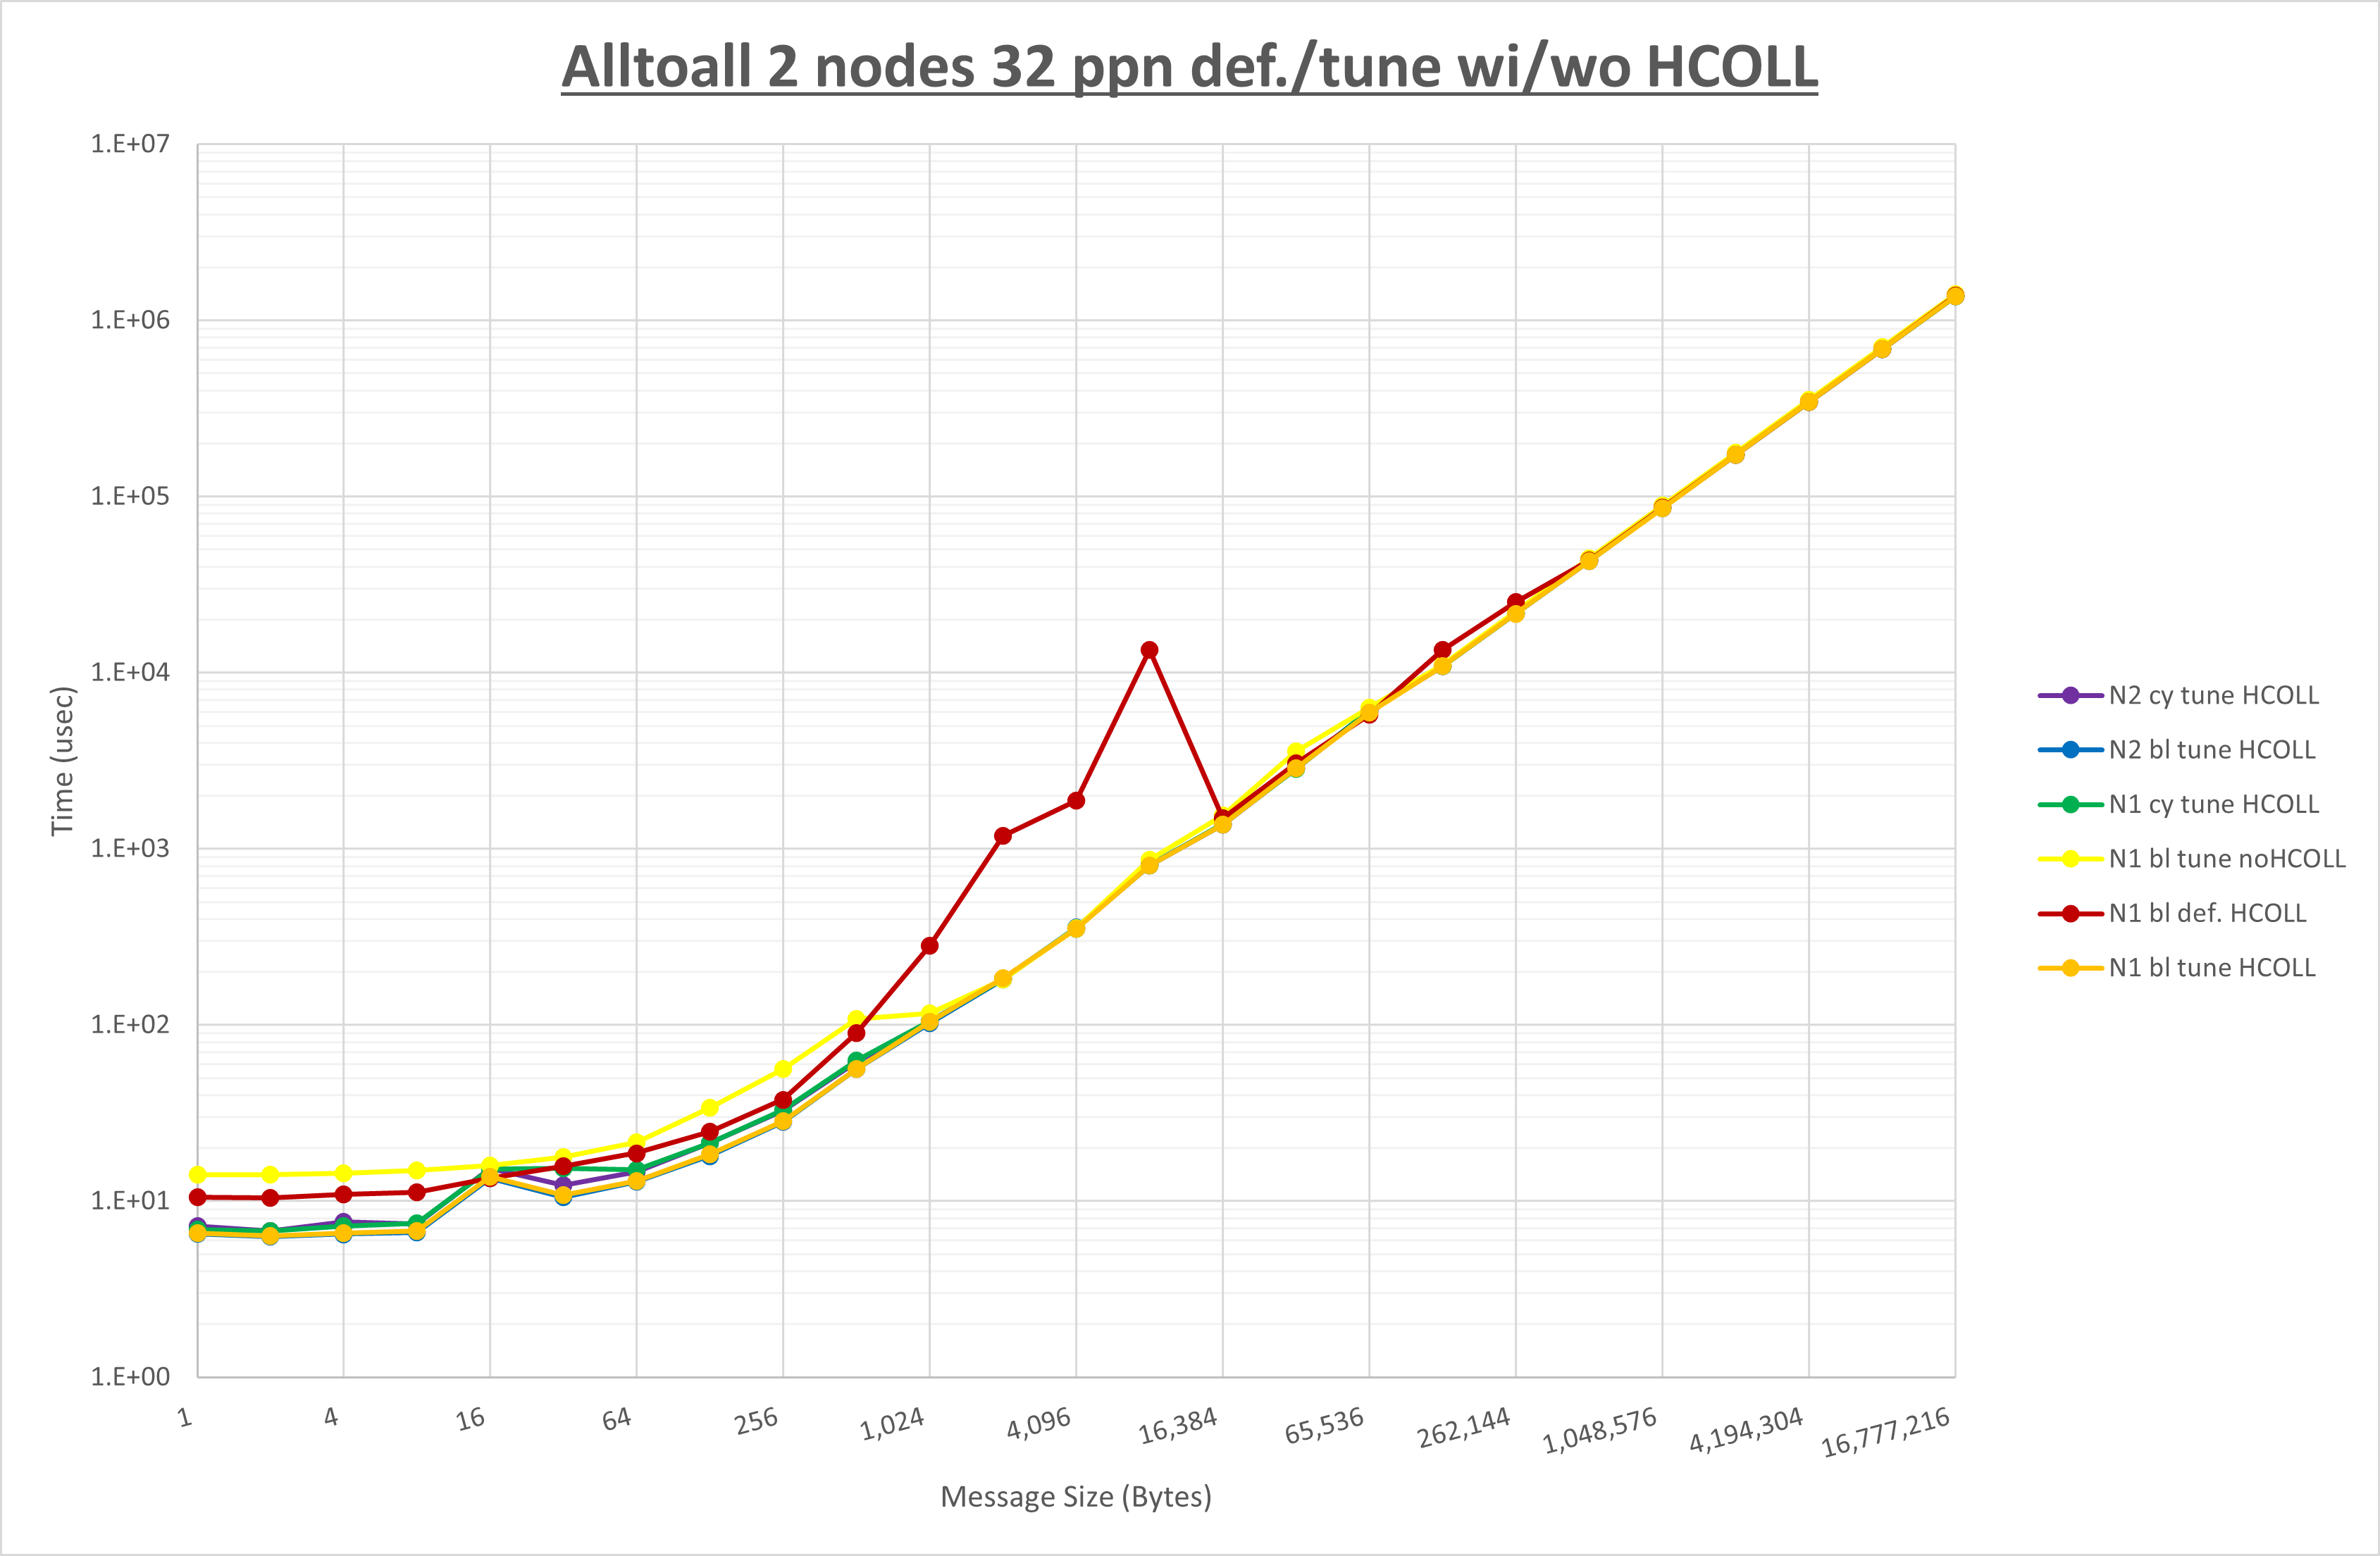 Alltoall 2 nodes 32 ppn def./tune wi/wo HCOLL
1.E+07
1.E+06
1.E+05
1.E+04
1.E+03
1.E+02
1.E+01
1.E+00
Time (usec)
1 4 16 64 256 1,024 4,096 16,384 65,536 262,144 1,048,576 4,194,304 16,777,216
Message Size (Bytes)
N2 cy tune HCOLL
N2 bl tune HCOLL
N1 cy tune HCOLL
N1 bl tune noHCOLL
N1 bl def. HCOLL
N1 bl tune HCOLL